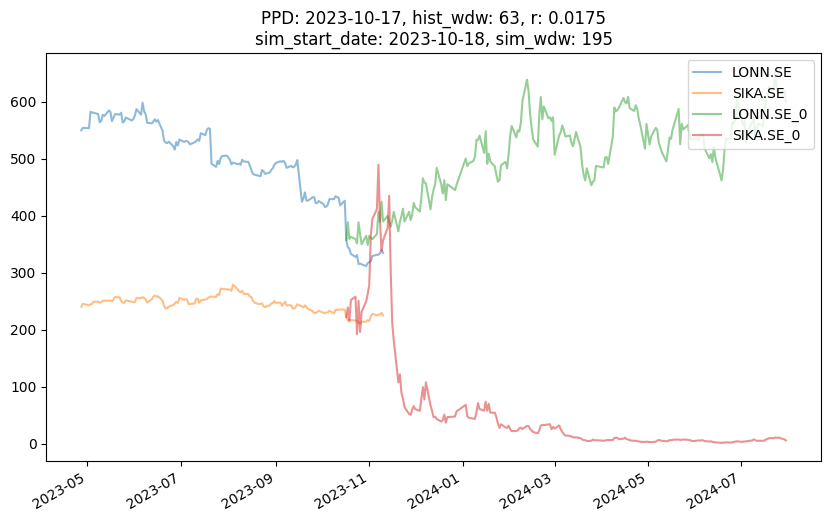 PPD: 2023-10-17, hist_wdw: 63, r: 0.0175
sim_start_date: 2023-10-18, sim_wdw: 195
LONN.SE
SIKA.SE
LONN.SE_0
SIKA.SE_0
600
500
400
300
200
100
0
2023-05
2023-07
2023-09
2023-11
2024-01
2024-03
2024-05
2024-07